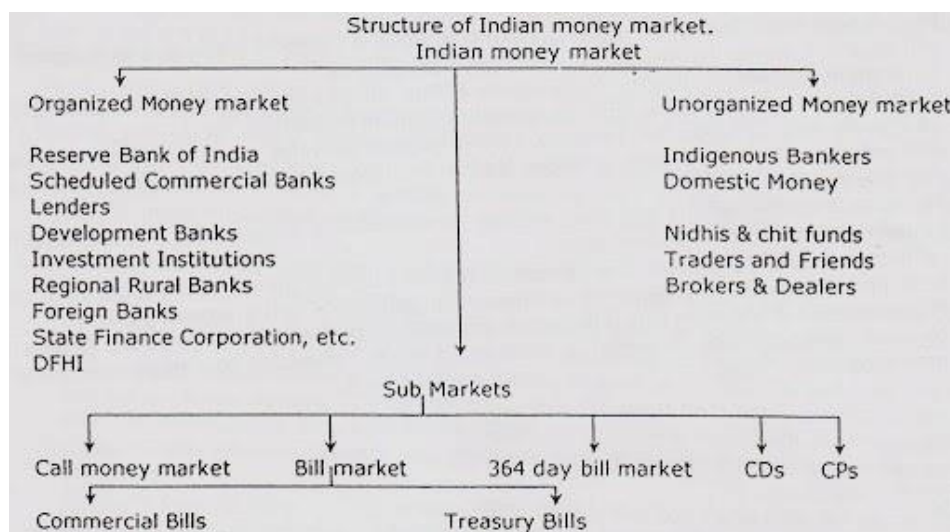 Structure of Indian money market.
Indian money market
Organized Money market
Reserve Bank of India
Scheduled Commercial Banks
Lenders
Development Banks
Investment Institutions
Regional Rural Banks
Foreign Banks
State Finance Corporation, etc.
DFHI
Unorganized Money market
Indigenous Bankers
Domestic Money
Nidhis & chit funds
Traders and Friends
Brokers & Dealers
Sub Markets
Call money market
Bill market
364 day bill market
CDs
CPs
Commercial Bills
Treasury Bills